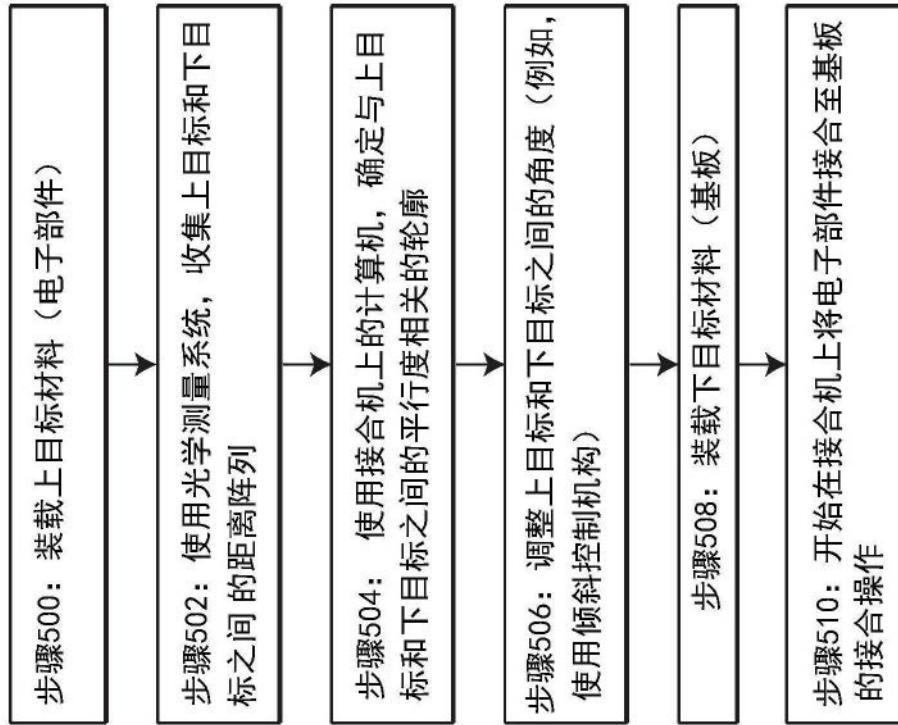 步骤500：装载上目标材料（电子部件）
步骤502：使用光学测量系统，收集上目标和下目
标之间 的距离阵列
步骤504： 使用接合机上的计算机，确定与上目
标和下目标之间的平行度相关的轮廓
步骤506：调整上目标和下目标之间的角度（例如，
使用倾斜控制机构）
步骤508：装载下目标材料（基板）
步骤510：开始在接合机上将电子部件接合至基板
的接合操作